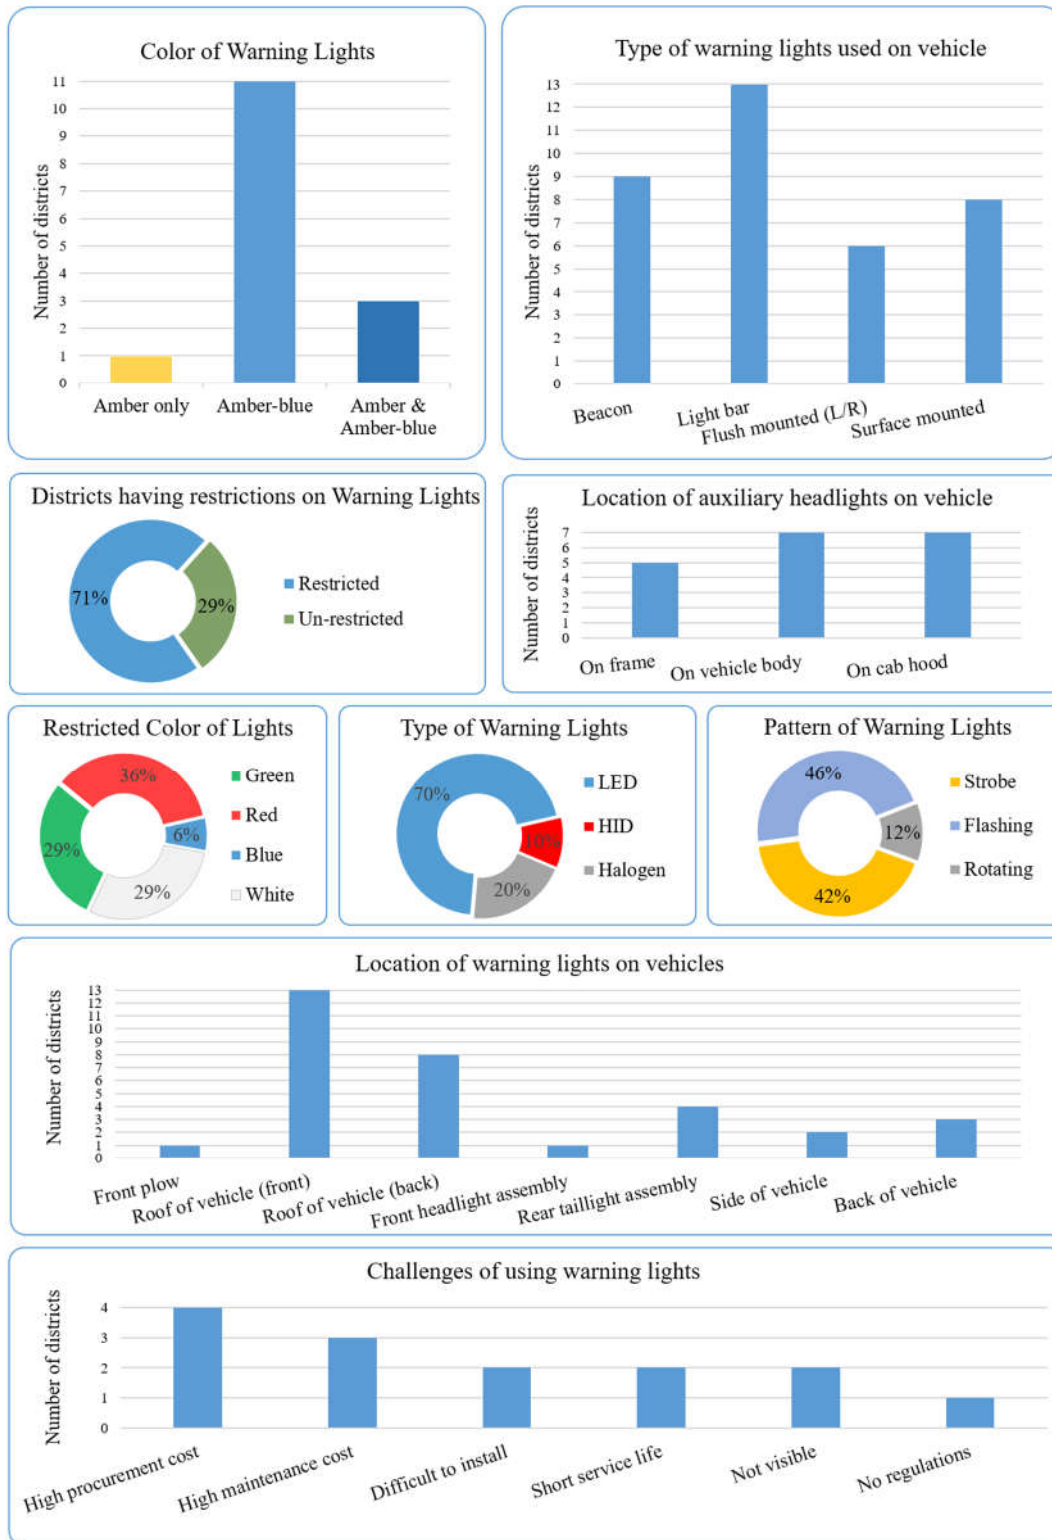 Color of Warning Lights
Number of districts
11
10
9
8
7
6
5
4
3
2
1
0
Amber only
Amber-blue
Amber &
Amber-blue
Type of warning lights used on vehicle
Number of districts
13
12
11
10
9
8
7
6
5
4
3
2
1
0
Beacon
Light bar
Flush mounted (L/R)
Surface mounted
Districts having restrictions on Warning Lights
71%
29%
Restricted
Un-restricted
Location of auxiliary headlights on vehicle
Number of districts
7
6
5
4
3
2
1
0
On frame
On vehicle body
On cab hood
Restricted Color of Lights
36%
6%
29%
29%
Green
Red
Blue
White
Type of Warning Lights
70%
10%
20%
LED
HID
Halogen
Pattern of Warning Lights
46%
12%
42%
Strobe
Flashing
Rotating
Location of warning lights on vehicles
Number of districts
13
12
11
10
9
8
7
6
5
4
3
2
1
0
Front plow
Roof of vehicle (front)
Roof of vehicle (back)
Front headlight assembly
Rear taillight assembly
Side of vehicle
Back of vehicle
Challenges of using warning lights
Number of districts
4
3
2
1
0
High procurement cost
High maintenance cost
Difficult to install
Short service life
Not visible
No regulations